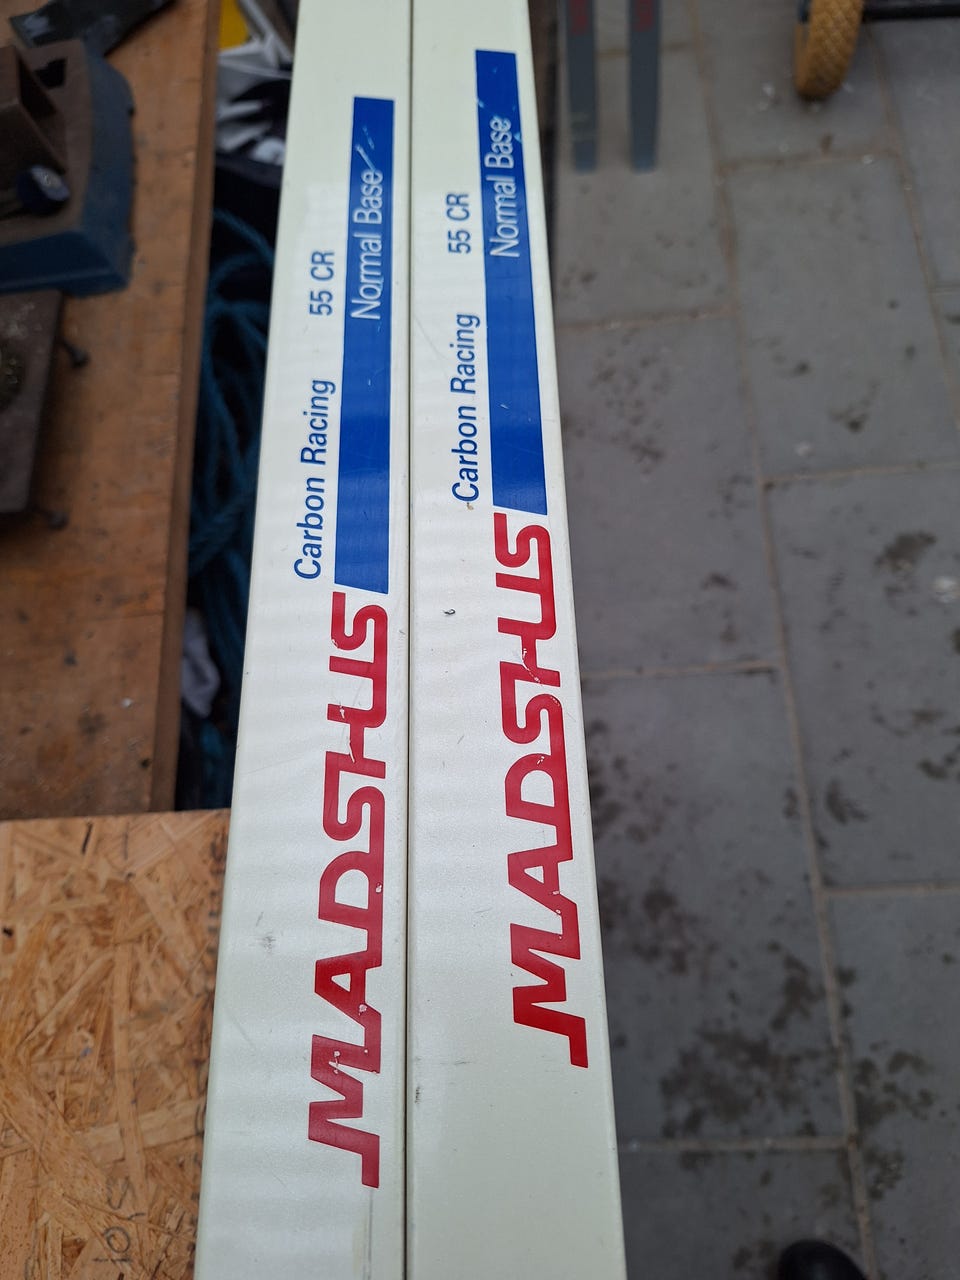 MADSHUS
Carbon Racing 55 CR
Normal Base
MADSHUS
Carbon Racing 55 CR
Normal Base